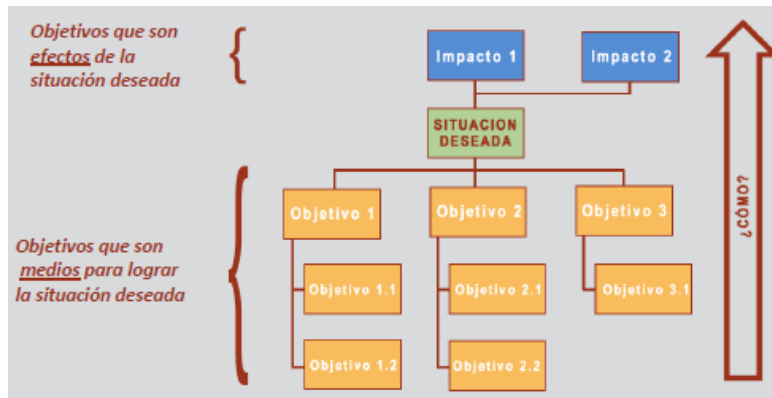 Objetivos que son
efectos de la
situación deseada
Impacto 1
Impacto 2
SITUACION
DESEADA
Objetivo 1
Objetivo 2
Objetivo 3
Objetivos que son
medios para lograr
la situación deseada
Objetivo 1.1
Objetivo 2.1
Objetivo 3.1
Objetivo 1.2
Objetivo 2.2
¿CÓMO?